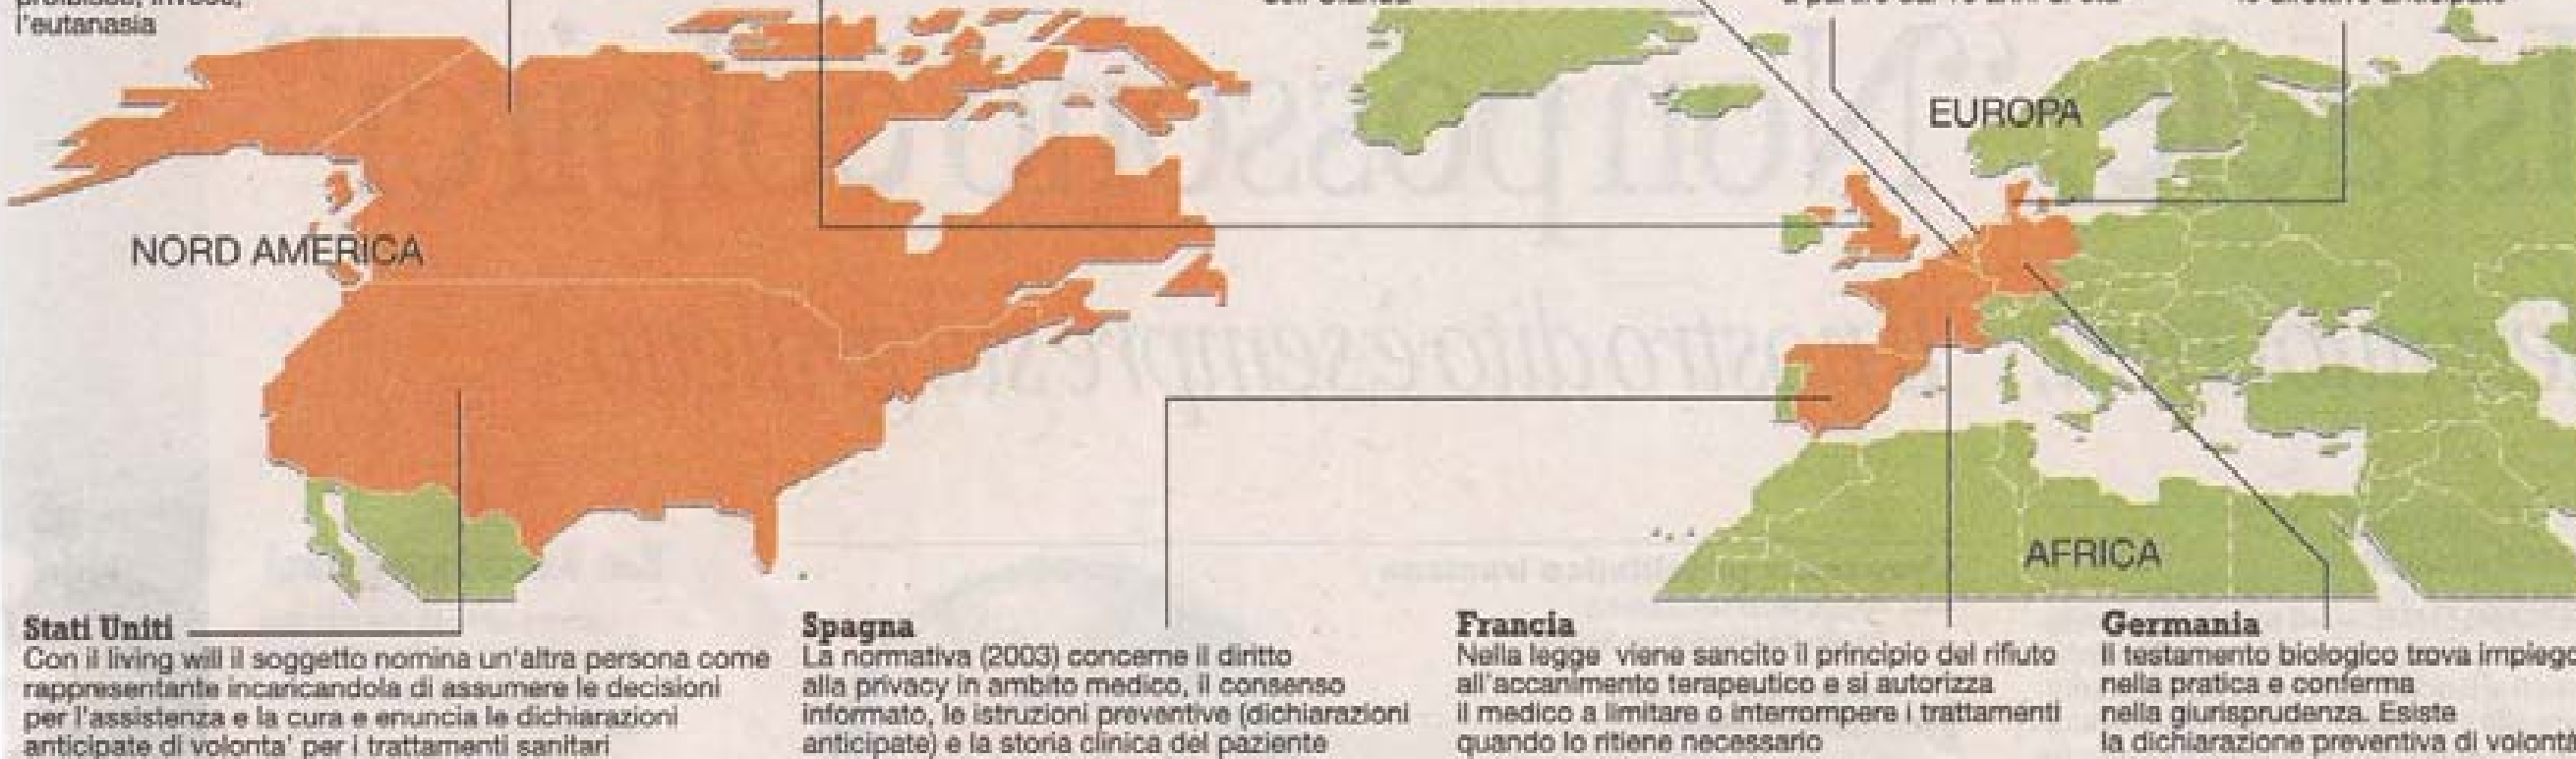 l'eutanasia
EUROPA
NORD AMERICA
AFRICA
Stati Uniti
Con il living will il soggetto nomina un'altra persona come
rappresentante incaricandola di assumere le decisioni
per l'assistenza e la cura e enuncia le dichiarazioni
anticipate di volonta' per i trattamenti sanitari
Spagna
La normativa (2003) concerne il diritto
alla privacy in ambito medico, il consenso
informato, le istruzioni preventive (dichiarazioni
anticipate) e la storia clinica del paziente
Francia
Nella legge viene sancito il principio del rifiuto
all'accanimento terapeutico e si autorizza
il medico a limitare o interrompere i trattamenti
quando lo ritiene necessario
Germania
Il testamento biologico trova impiego
nella pratica e conferma
nella giurisprudenza. Esiste
la dichiarazione preventiva di volontà